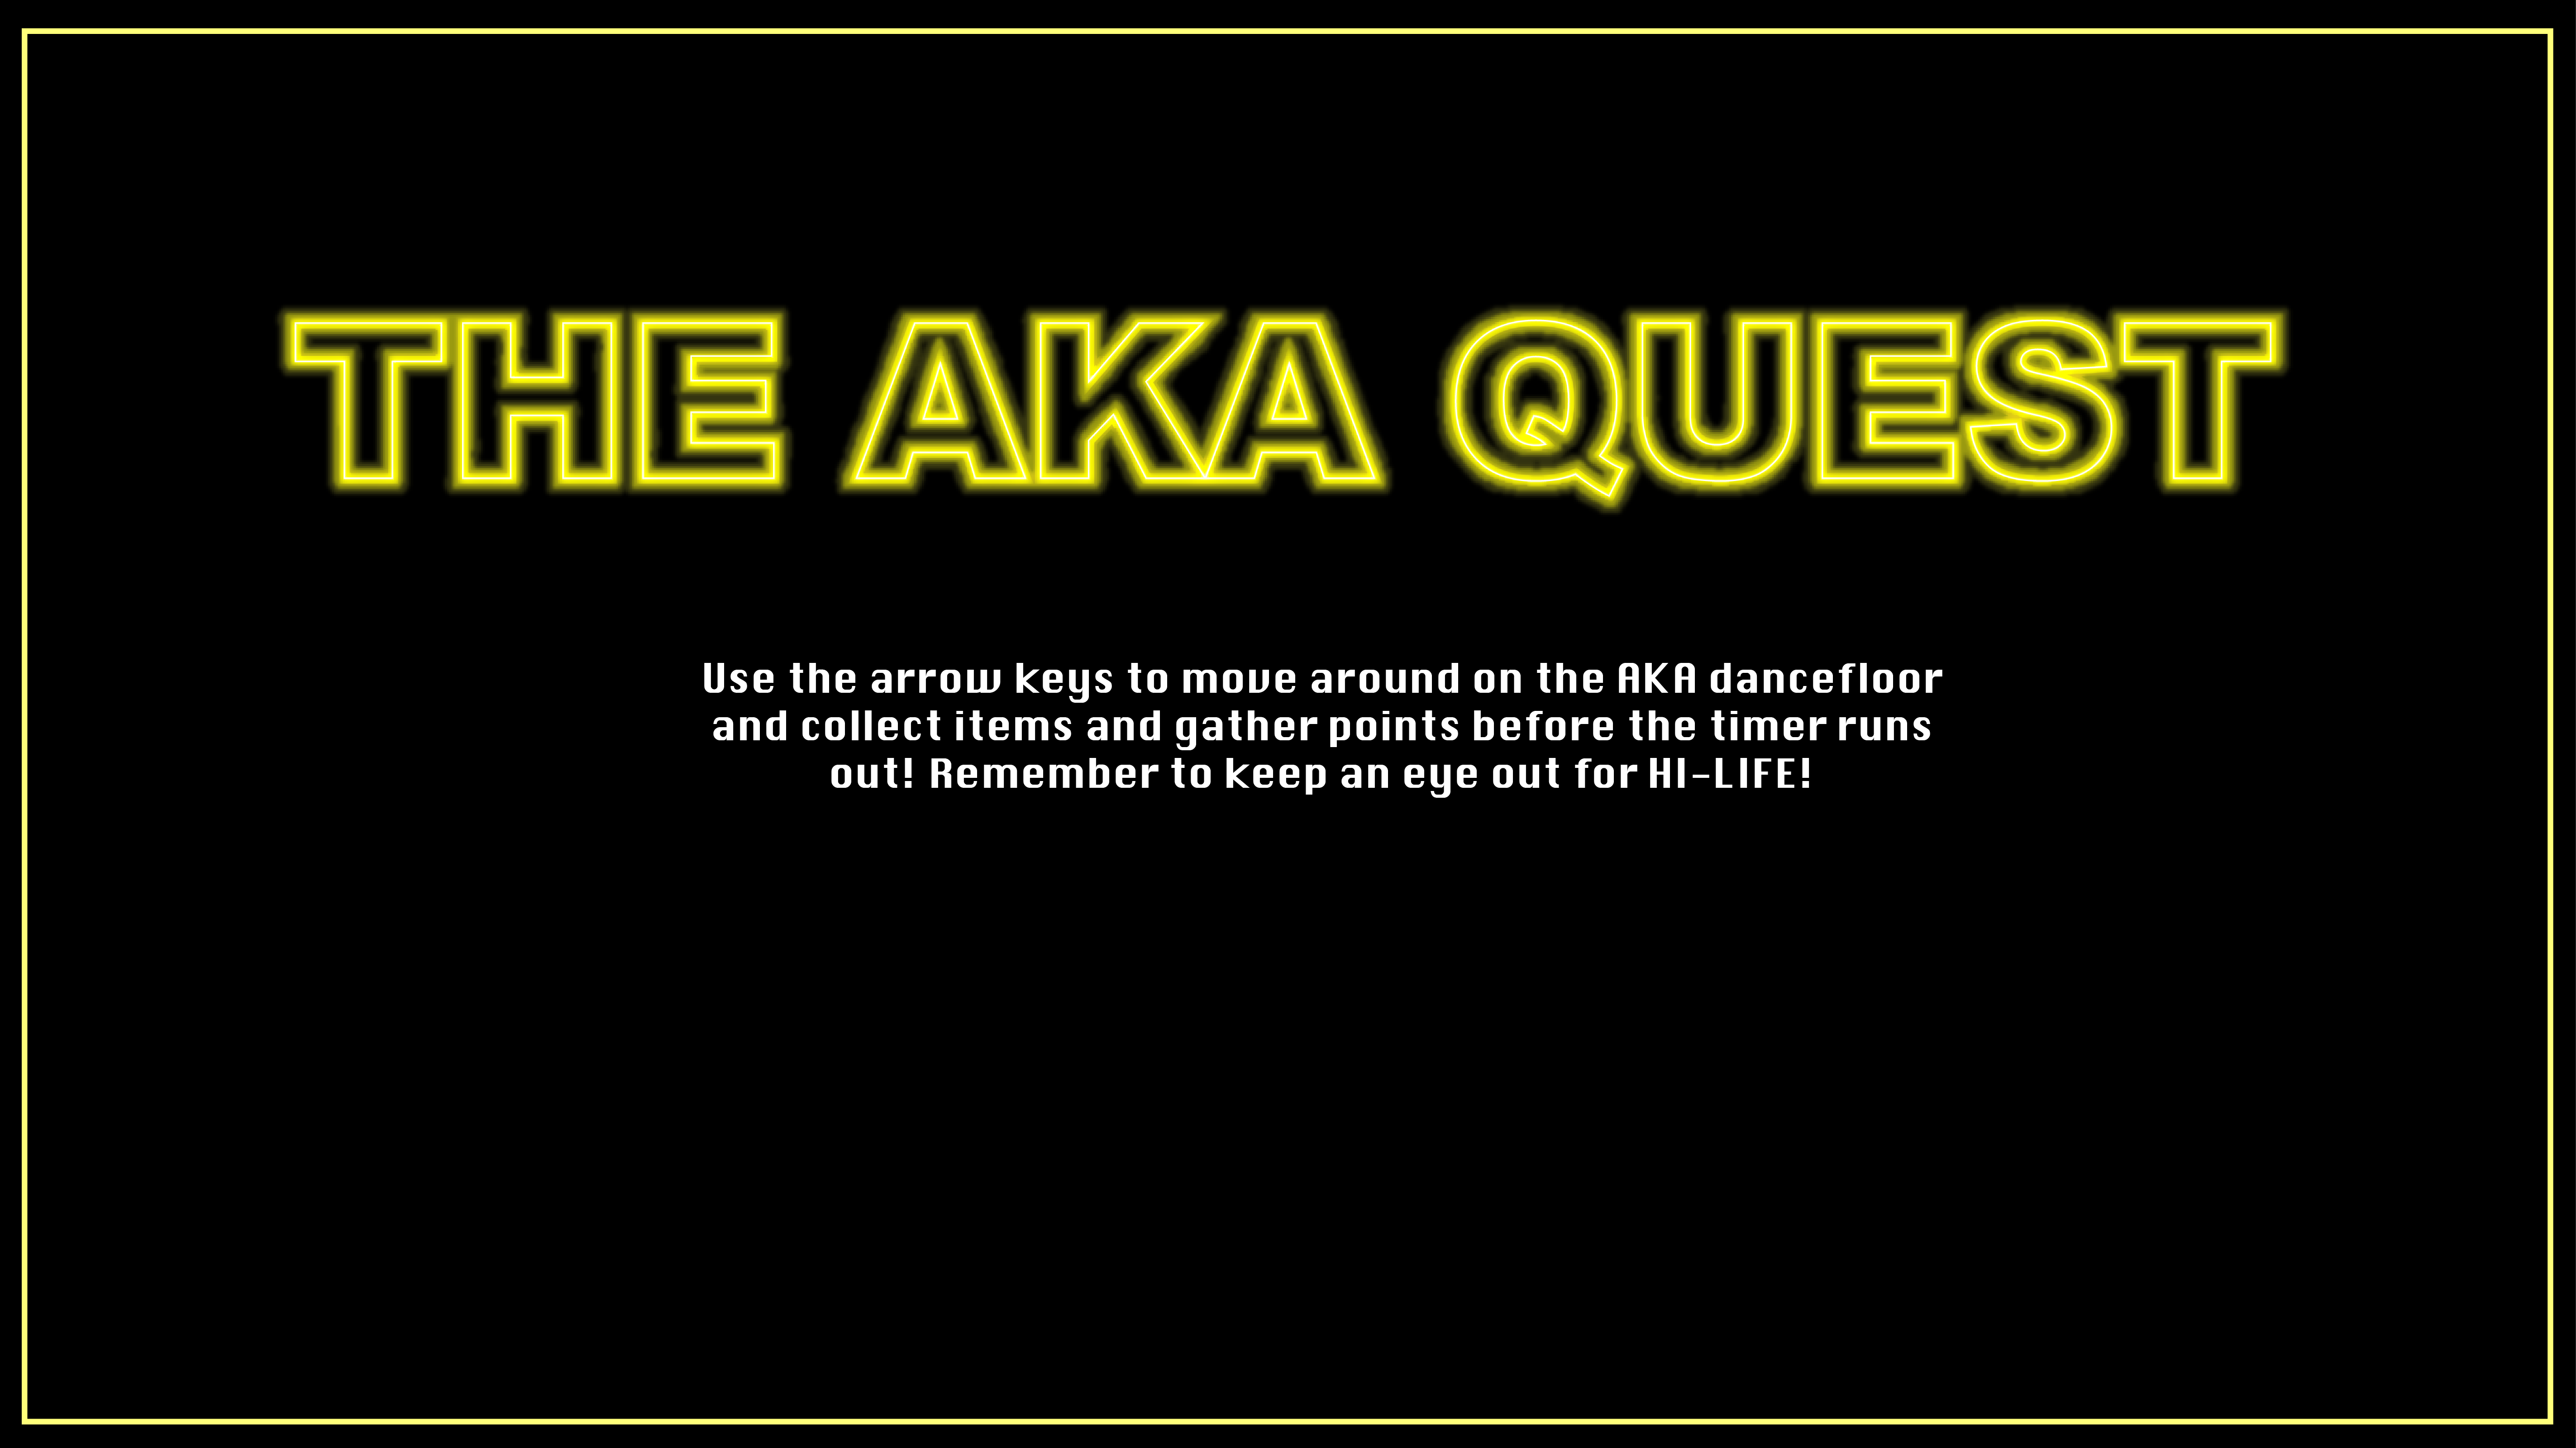 THE AKA QUEST
Use the arrow keys to move around on the AKA dancefloor
and collect items and gather points before the timer runs
out! Remember to keep an eye out for HI-LIFE!